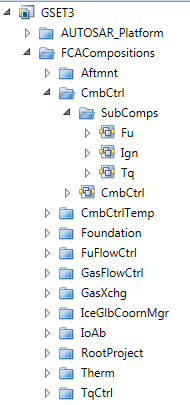 GSET3
AUTOSAR_Platform
FCACompositions
Aftmnt
CmbCtrl
SubComps
Fu
Ign
Tq
CmbCtrl
CmbCtrlTemp
Foundation
FuFlowCtrl
GasFlowCtrl
GasXchg
IceGlbCoornMgr
IoAb
RootProject
Therm
TqCtrl